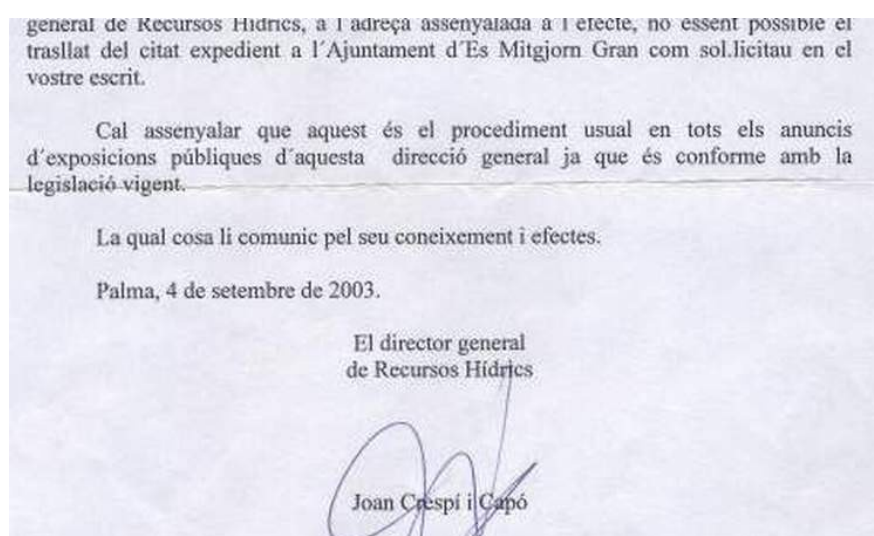 general de Recursos Hídrics, a l´adreça assenyalada a l´efecte, no essent possible el
trasllat del citat expedient a l´Ajuntament d´Es Mitgjorn Gran com sol.licitau en el
vostre escrit.
Cal assenyalar que aquest és el procediment usual en tots els anuncis
d´exposicions públiques d´aquesta direcció general ja que és conforme amb la
legislació vigent.
La qual cosa li comunic pel seu coneixement i efectes.
Palma, 4 de setembre de 2003.
El director general
de Recursos Hídrics
Joan Crespí i Capó